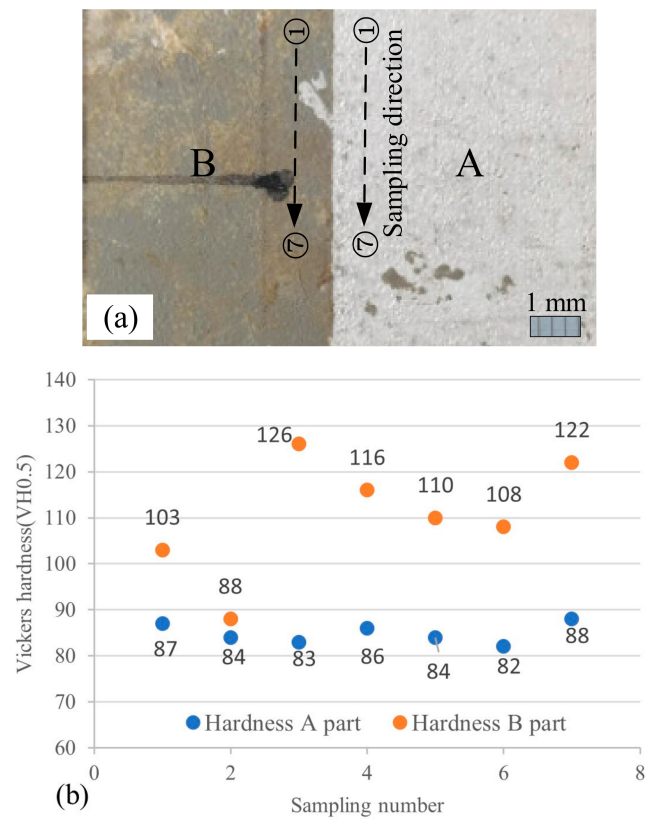 ① ①
B
Sampling direction
A
⑦ ⑦
(a)
1 mm
Vickers hardness(VH0.5)
140
130
120
110
100
90
80
70
60
103
88
126
116
110
108
122
87
84
83
86
84
82
88
Hardness A part Hardness B part
0 2 4 6 8
Sampling number
(b)